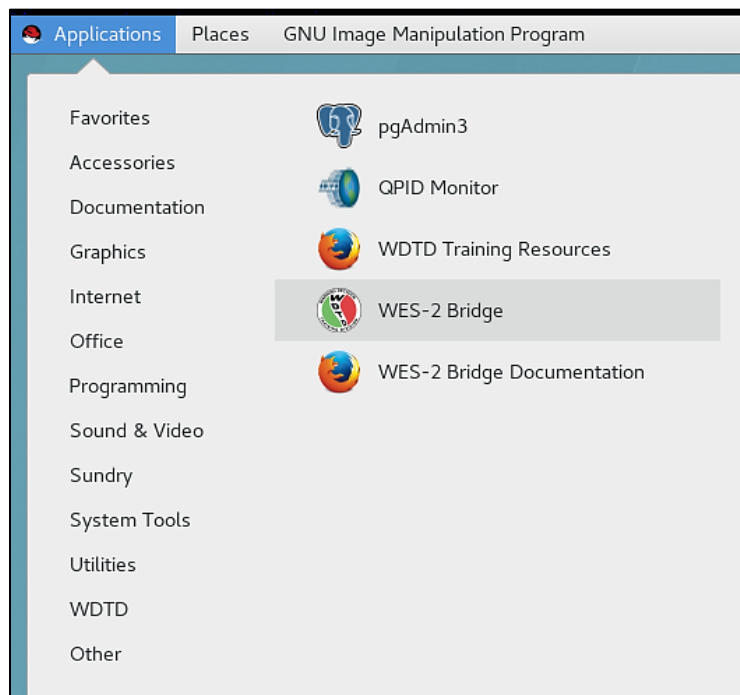 Applications Places GNU Image Manipulation Program
Favorites
Accessories
Documentation
Graphics
Internet
Office
Programming
Sound & Video
Sundry
System Tools
Utilities
WDTD
Other
pgAdmin3
QPID Monitor
WDTD Training Resources
WES-2 Bridge
WES-2 Bridge Documentation